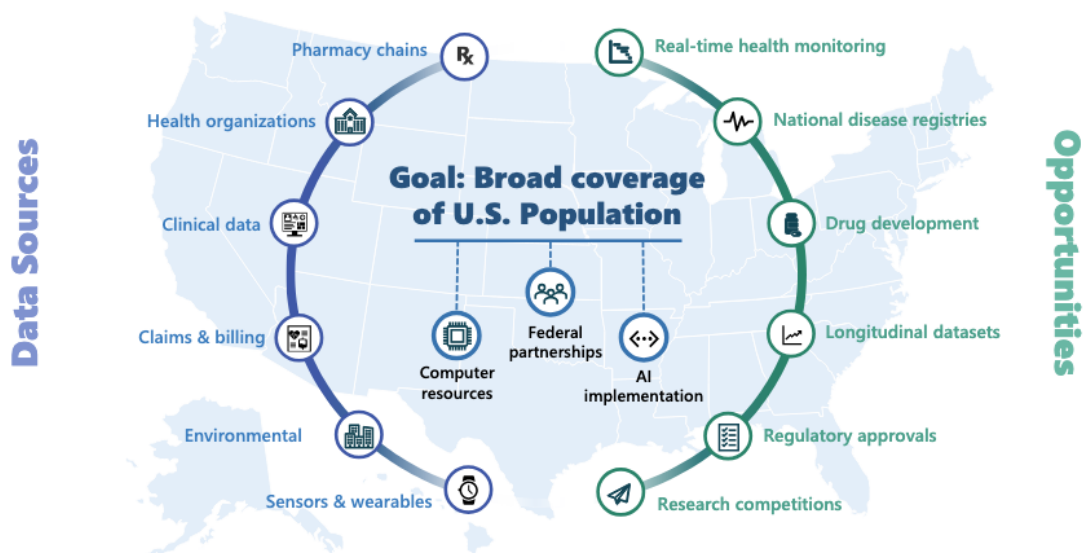 Data Sources
Pharmacy chains
Rx
Health organizations
Clinical data
Claims & billing
Environmental
Sensors & wearables
Goal: Broad coverage
of U.S. Population
Computer
resources
Federal
partnerships
AI
implementation
Real-time health monitoring
National disease registries
Drug development
Longitudinal datasets
Regulatory approvals
Research competitions
Opportunities